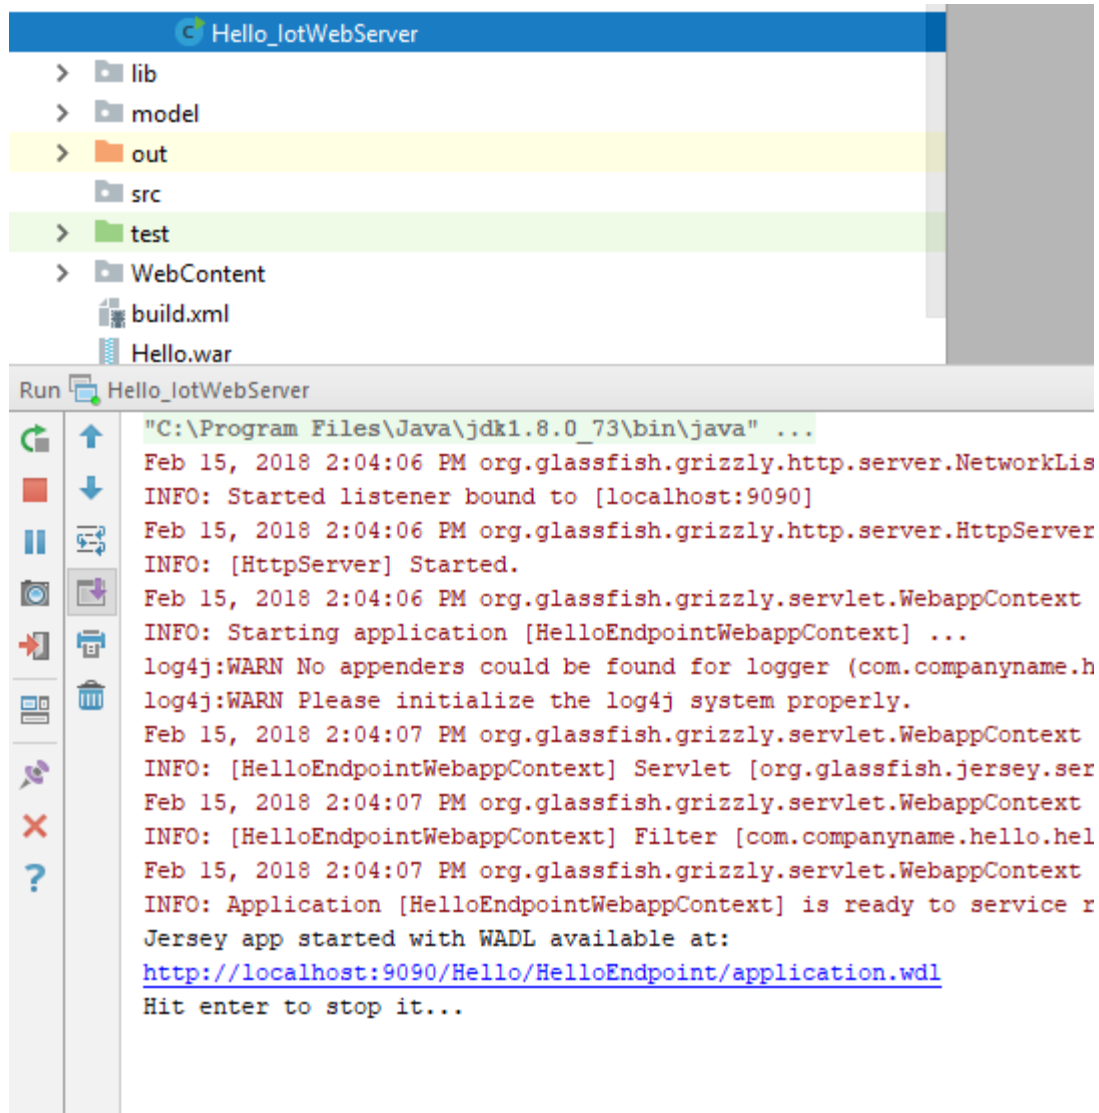 Hello_IotWebServer
lib
model
out
src
test
WebContent
build.xml
Hello.war
Run Hello_IotWebServer
"C:\Program Files\Java\jdk1.8.0_73\bin\java" ...
Feb 15, 2018 2:04:06 PM org.glassfish.grizzly.http.server.NetworkLis
INFO: Started listener bound to [localhost:9090]
Feb 15, 2018 2:04:06 PM org.glassfish.grizzly.http.server.HttpServer
INFO: [HttpServer] Started.
Feb 15, 2018 2:04:06 PM org.glassfish.grizzly.servlet.WebappContext
INFO: Starting application [HelloEndpointWebappContext] ...
log4j:WARN No appenders could be found for logger (com.companyname.h
log4j:WARN Please initialize the log4j system properly.
Feb 15, 2018 2:04:07 PM org.glassfish.grizzly.servlet.WebappContext
INFO: [HelloEndpointWebappContext] Servlet [org.glassfish.jersey.ser
Feb 15, 2018 2:04:07 PM org.glassfish.grizzly.servlet.WebappContext
INFO: [HelloEndpointWebappContext] Filter [com.companyname.hello.hel
Feb 15, 2018 2:04:07 PM org.glassfish.grizzly.servlet.WebappContext
INFO: Application [HelloEndpointWebappContext] is ready to service r
Jersey app started with WADL available at:
http://localhost:9090/Hello/HelloEndpoint/application.wdl
Hit enter to stop it...